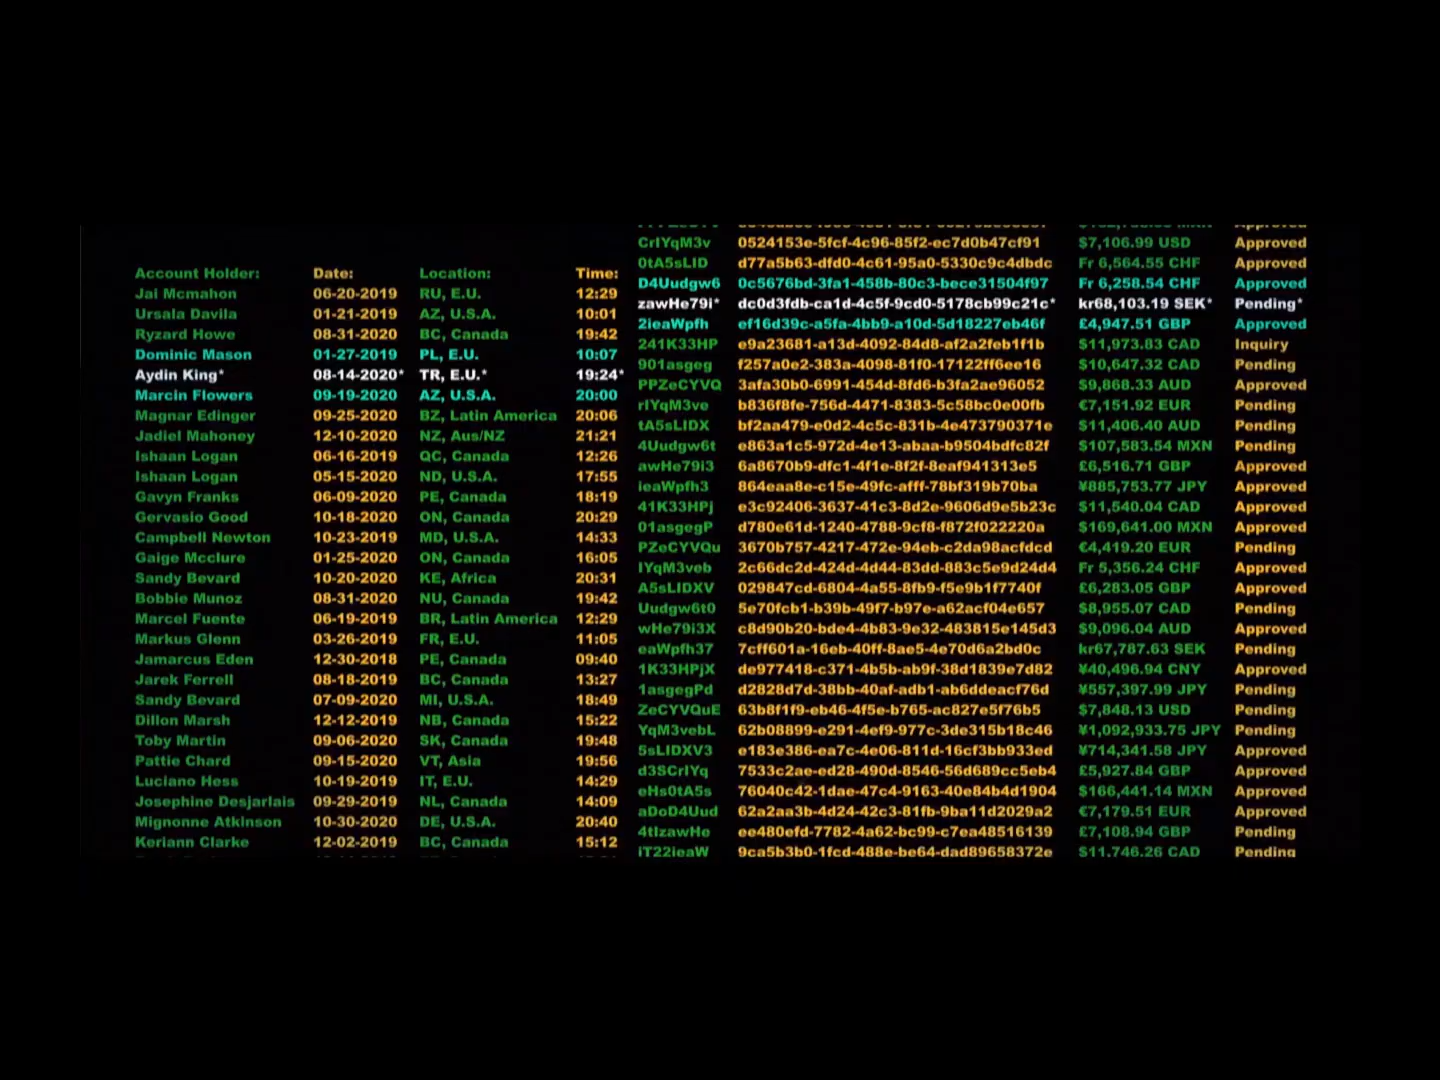 Account Holder: Date: Location: Time:
Jai Mcmahon 06-20-2019 RU, E.U. 12:29
Ursala Davila 01-21-2019 AZ, U.S.A. 10:01
Ryzard Howe 08-31-2020 BC, Canada 19:42
Dominic Mason 01-27-2019 PL, E.U. 10:07
Aydin King* 08-14-2020* TR, E.U.* 19:24*
Marcin Flowers 09-19-2020 AZ, U.S.A. 20:00
Magnar Edinger 09-25-2020 BZ, Latin America 20:06
Jadiel Mahoney 12-10-2020 NZ, Aus/NZ 21:21
Ishaan Logan 06-16-2019 QC, Canada 12:26
Ishaan Logan 05-15-2020 ND, U.S.A. 17:55
Gavyn Franks 06-09-2020 PE, Canada 18:19
Gervasio Good 10-18-2020 ON, Canada 20:29
Campbell Newton 10-23-2019 MD, U.S.A. 14:33
Gaige Mcclure 01-25-2020 ON, Canada 16:05
Sandy Bevard 10-20-2020 KE, Africa 20:31
Bobbie Munoz 08-31-2020 NU, Canada 19:42
Marcel Fuente 06-19-2019 BR, Latin America 12:29
Markus Glenn 03-26-2019 FR, E.U. 11:05
Jamarcus Eden 12-30-2018 PE, Canada 09:40
Jarek Ferrell 08-18-2019 BC, Canada 13:27
Sandy Bevard 07-09-2020 MI, U.S.A. 18:49
Dillon Marsh 12-12-2019 NB, Canada 15:22
Toby Martin 09-06-2020 SK, Canada 19:48
Pattie Chard 09-15-2020 VT, Asia 19:56
Luciano Hess 10-19-2019 IT, E.U. 14:29
Josephine Desjarlais 09-29-2019 NL, Canada 14:09
Mignonne Atkinson 10-30-2020 DE, U.S.A. 20:40
Keriann Clarke 12-02-2019 BC, Canada 15:12
CrIYqM3v 0524153e-5fcf-4c96-85f2-ec7d0b47cf91 $7,106.99 USD Approved
0tA5sLID d77a5b63-dfd0-4c61-95a0-5330c9c4dbdc Fr 6,564.55 CHF Approved
D4Uudgw6 0c5676bd-3fa1-458b-80c3-bece31504f97 Fr 6,258.54 CHF Approved
zawHe79i* dc0d3fdb-ca1d-4c5f-9cd0-5178cb99c21c* kr68,103.19 SEK* Pending*
2ieaWpfh ef16d39c-a5fa-4bb9-a10d-5d18227eb46f £4,947.51 GBP Approved
241K33HP e9a23681-a13d-4092-84d8-af2a2feb1f1b $11,973.83 CAD Inquiry
901asgeg f257a0e2-383a-4098-81f0-17122ff6ee16 $10,647.32 CAD Pending
PPZeCYVQ 3afa30b0-6991-454d-8fd6-b3fa2ae96052 $9,868.33 AUD Approved
rIYqM3ve b836f8fe-756d-4471-8383-5c58bc0e00fb €7,151.92 EUR Pending
tA5sLIDX bf2aa479-e0d2-4c5c-831b-4e473790371e $11,406.40 AUD Pending
4Uudgw6t e863a1c5-972d-4e13-abaa-b9504bdfc82f $107,583.54 MXN Pending
awHe79i3 6a8670b9-dfc1-4f1e-8f2f-8eaf941313e5 £6,516.71 GBP Approved
ieaWpfh3 864eaa8e-c15e-49fc-afff-78bf319b70ba ¥885,753.77 JPY Approved
41K33HPj e3c92406-3637-41c3-8d2e-9606d9e5b23c $11,540.04 CAD Approved
01asgegP d780e61d-1240-4788-9cf8-f872f022220a $169,641.00 MXN Approved
PZeCYVQu 3670b757-4217-472e-94eb-c2da98acfdcd €4,419.20 EUR Pending
IYqM3veb 2c66dc2d-424d-4d44-83dd-883c5e9d24d4 Fr 5,356.24 CHF Approved
A5sLIDXV 029847cd-6804-4a55-8fb9-f5e9b1f7740f £6,283.05 GBP Approved
Uudgw6t0 5e70fcb1-b39b-49f7-b97e-a62acf04e657 $8,955.07 CAD Pending
wHe79i3X c8d90b20-bde4-4b83-9e32-483815e145d3 $9,096.04 AUD Approved
eaWpfh37 7cff601a-16eb-40ff-8ae5-4e70d6a2bd0c kr67,787.63 SEK Pending
1K33HPjX de977418-c371-4b5b-ab9f-38d1839e7d82 ¥40,496.94 CNY Approved
1asgegPd d2828d7d-38bb-40af-adb1-ab6ddeacf76d ¥557,397.99 JPY Pending
ZeCYVQuE 63b8f1f9-eb46-4f5e-b765-ac827e5f76b5 $7,848.13 USD Pending
YqM3vebL 62b08899-e291-4ef9-977c-3de315b18c46 ¥1,092,933.75 JPY Pending
5sLIDXV3 e183e386-ea7c-4e06-811d-16cf3bb933ed ¥714,341.58 JPY Approved
d3SCrIYq 7533c2ae-ed28-490d-8546-56d689cc5eb4 £5,927.84 GBP Approved
eHs0tA5s 76040c42-1dae-47c4-9163-40e84b4d1904 $166,441.14 MXN Approved
aDoD4Uud 62a2aa3b-4d24-42c3-81fb-9ba11d2029a2 €7,179.51 EUR Approved
4tIzawHe ee480efd-7782-4a62-bc99-c7ea48516139 £7,108.94 GBP Pending
iT22ieaW 9ca5b3b0-1fcd-488e-be64-dad89658372e $11,746.26 CAD Pending